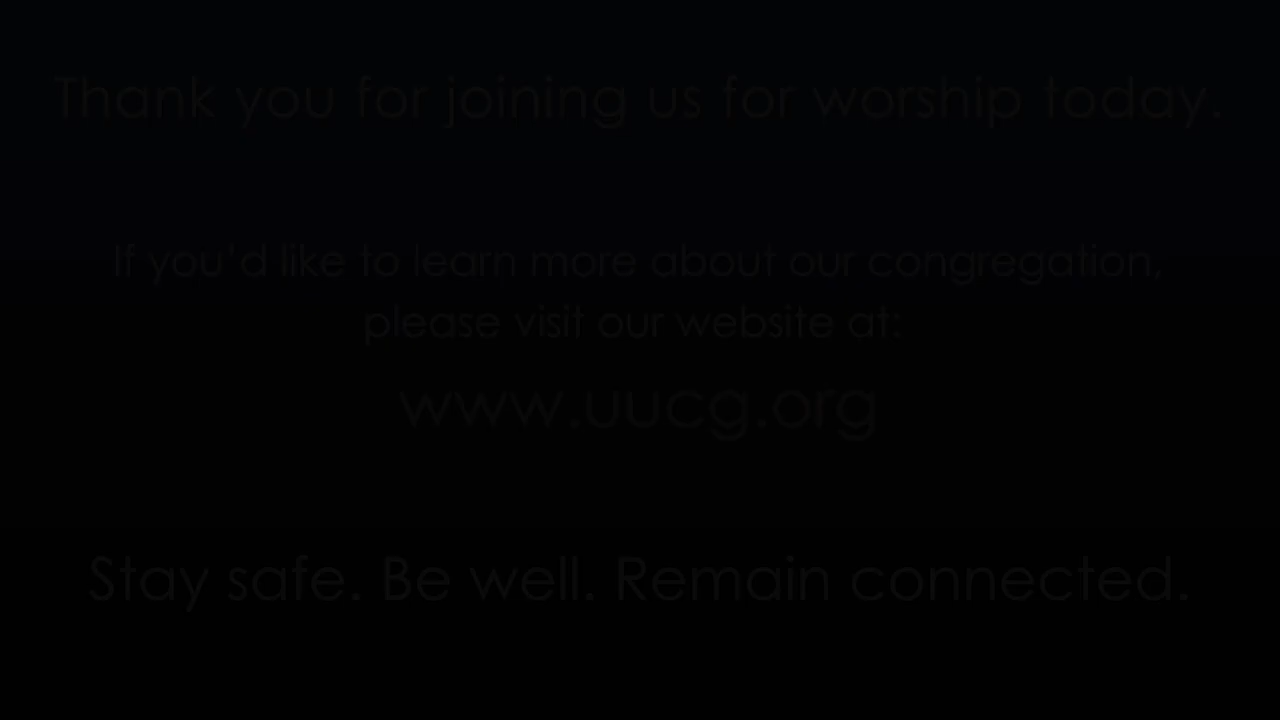 Thank you for joining us for worship today.
If you'd like to learn more about our congregation,
please visit our website at:
www.uucg.org
Stay safe. Be well. Remain connected.